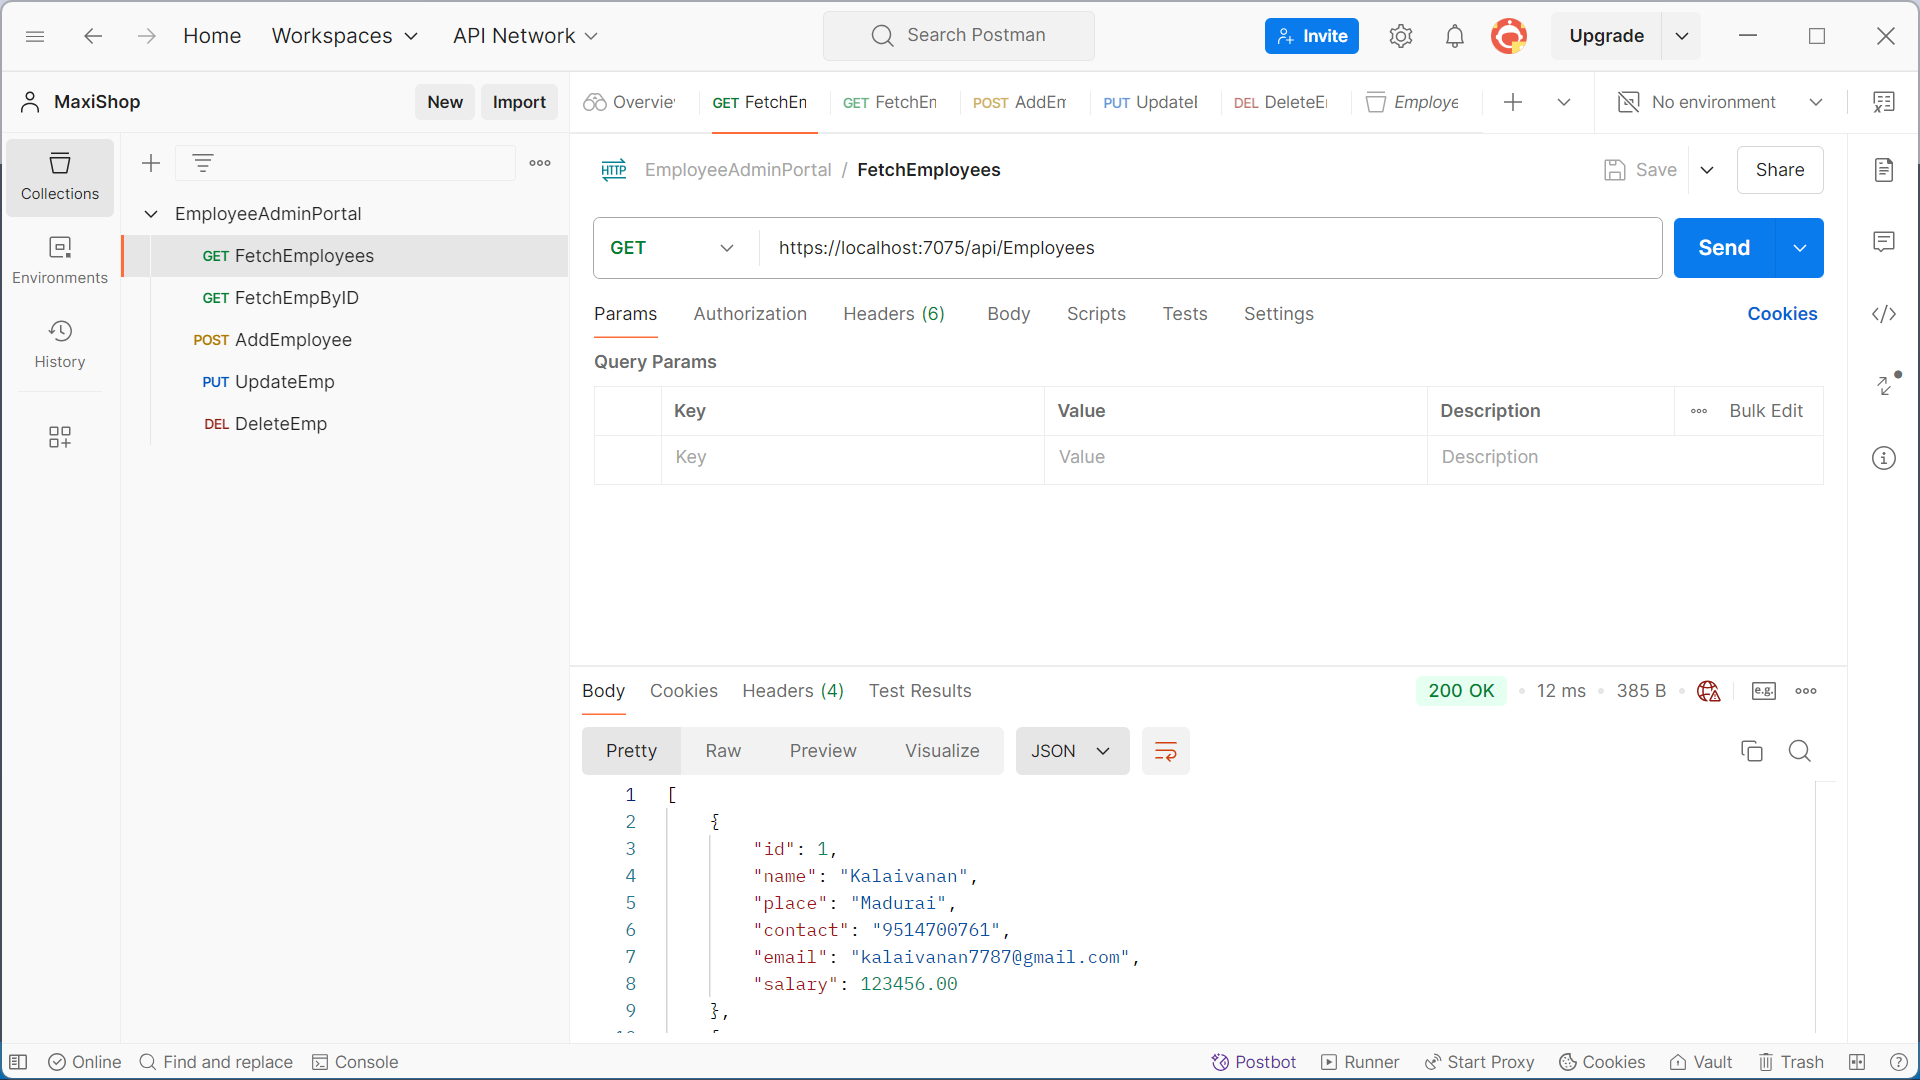 Home Workspaces API Network Search Postman Invite Upgrade
MaxiShop New Import
Overvie GET FetchEm GET FetchEm POST AddEm PUT UpdateE DEL DeleteE Employe No environment
Collections
Environments
History
EmployeeAdminPortal
GET FetchEmployees
GET FetchEmpByID
POST AddEmployee
PUT UpdateEmp
DEL DeleteEmp
HTTP EmployeeAdminPortal / FetchEmployees Save Share
GET https://localhost:7075/api/Employees Send
Params Authorization Headers (6) Body Scripts Tests Settings Cookies
Query Params
Key Value Description Bulk Edit
Key Value Description
Body Cookies Headers (4) Test Results 200 OK 12 ms 385 B e.g.
Pretty Raw Preview Visualize JSON
1 [
2 {
3 "id": 1,
4 "name": "Kalaivanan",
5 "place": "Madurai",
6 "contact": "9514700761",
7 "email": "kalaivanan7787@gmail.com",
8 "salary": 123456.00
9 },
Online Find and replace Console Postbot Runner Start Proxy Cookies Vault Trash